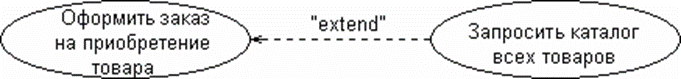 Оформить заказ
на приобретение
товара
"extend"
Запросить каталог
всех товаров